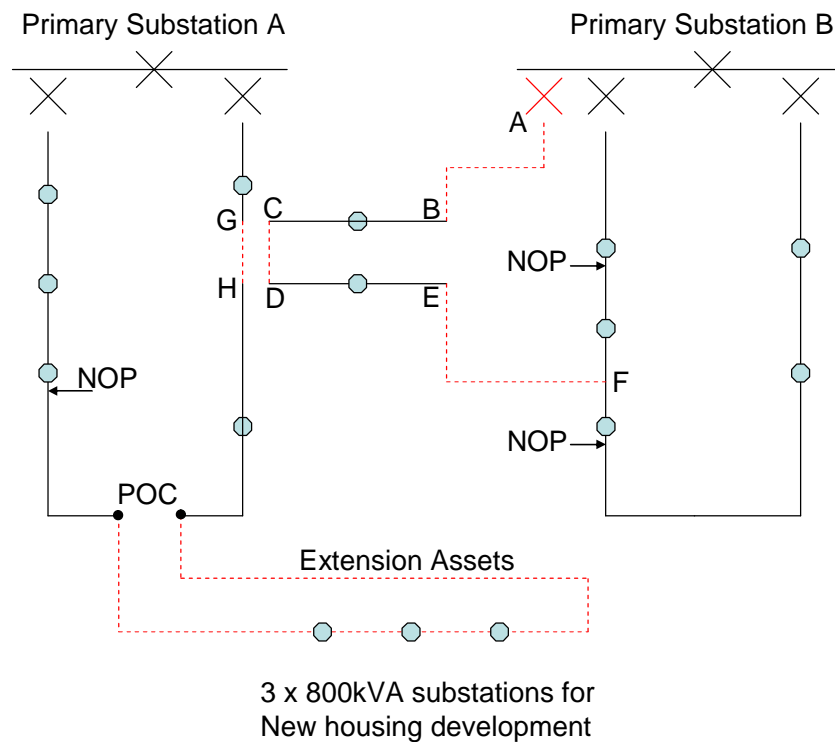 Primary Substation A
Primary Substation B
A
G
C
B
NOP
H
D
E
NOP
F
NOP
POC
Extension Assets
3 x 800kVA substations for
New housing development